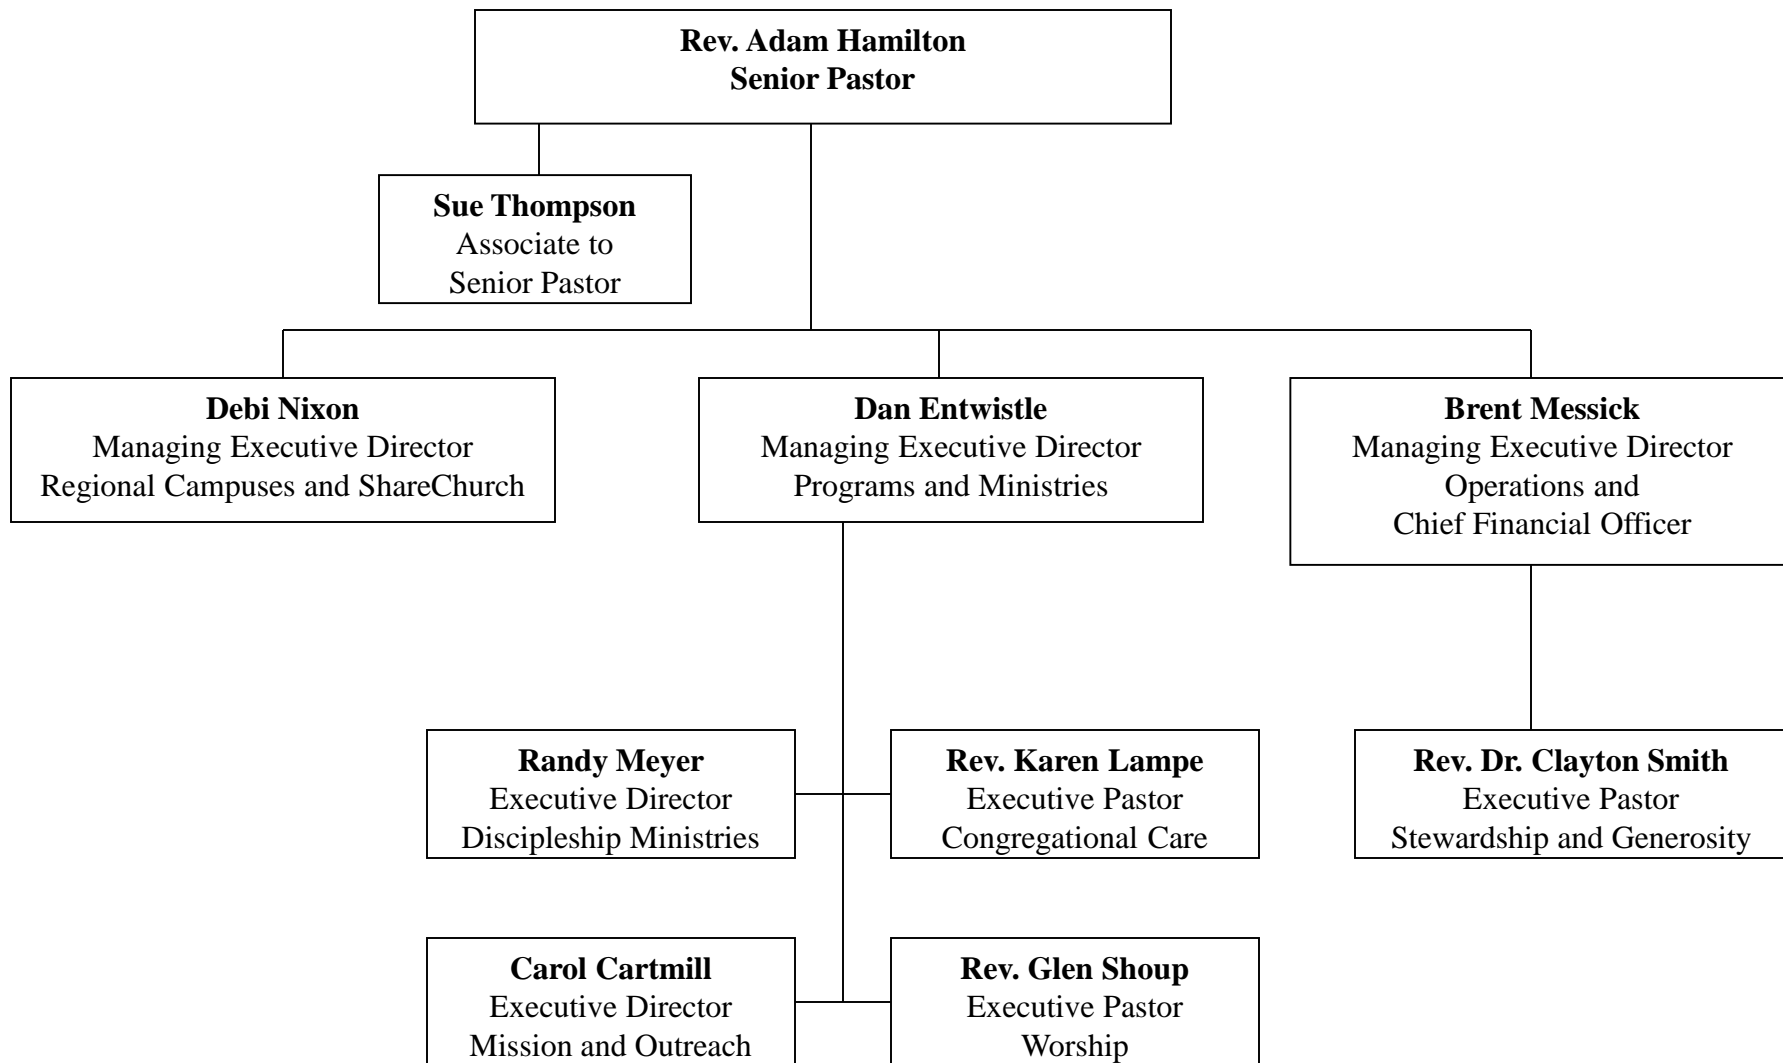 Rev. Adam Hamilton
Senior Pastor
Sue Thompson
Associate to
Senior Pastor
Debi Nixon
Managing Executive Director
Regional Campuses and ShareChurch
Dan Entwistle
Managing Executive Director
Programs and Ministries
Brent Messick
Managing Executive Director
Operations and
Chief Financial Officer
Randy Meyer
Executive Director
Discipleship Ministries
Rev. Karen Lampe
Executive Pastor
Congregational Care
Rev. Dr. Clayton Smith
Executive Pastor
Stewardship and Generosity
Carol Cartmill
Executive Director
Mission and Outreach
Rev. Glen Shoup
Executive Pastor
Worship